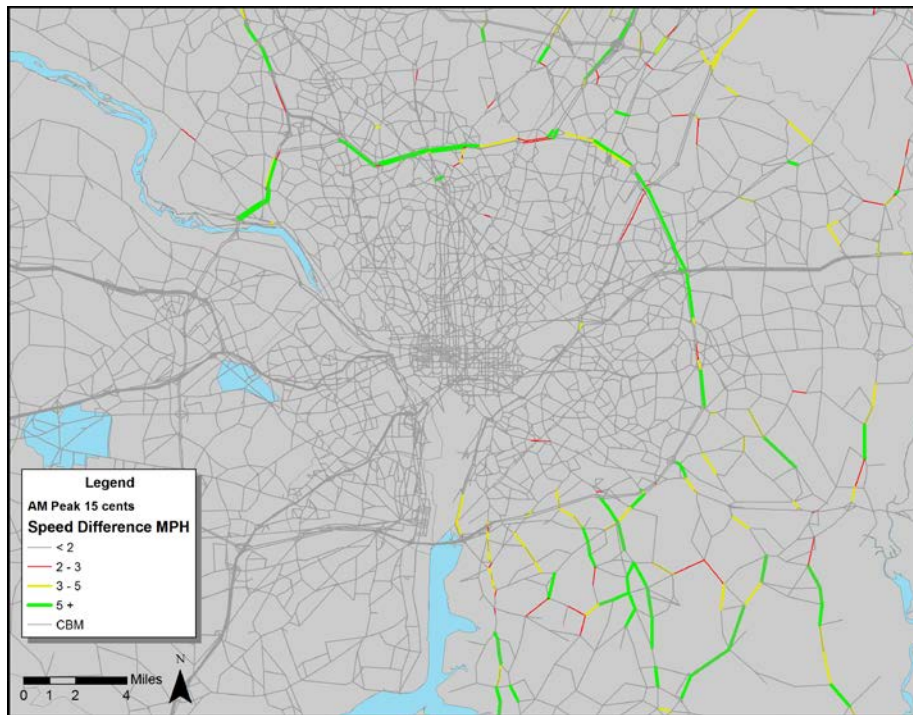 Legend
AM Peak 15 cents
Speed Difference MPH
< 2
2 - 3
3 - 5
5 +
CBM
Miles
0 1 2 4
N